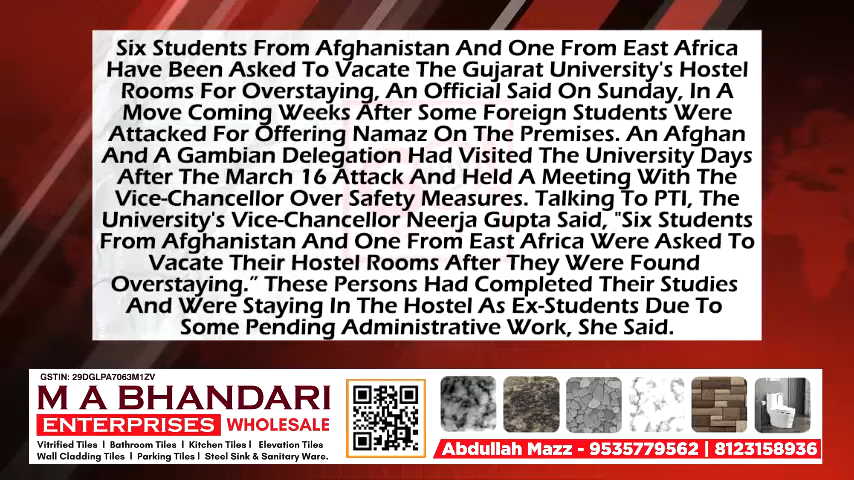 Six Students From Afghanistan And One From East Africa
Have Been Asked To Vacate The Gujarat University's Hostel
Rooms For Overstaying, An Official Said On Sunday, In A
Move Coming Weeks After Some Foreign Students Were
Attacked For Offering Namaz On The Premises. An Afghan
And A Gambian Delegation Had Visited The University Days
After The March 16 Attack And Held A Meeting With The
Vice-Chancellor Over Safety Measures. Talking To PTI, The
University's Vice-Chancellor Neerja Gupta Said, "Six Students
From Afghanistan And One From East Africa Were Asked To
Vacate Their Hostel Rooms After They Were Found
Overstaying." These Persons Had Completed Their Studies
And Were Staying In The Hostel As Ex-Students Due To
Some Pending Administrative Work, She Said.
GSTIN: 29DGLPA7063M1ZV
M A BHANDARI
ENTERPRISES WHOLESALE
Vitrified Tiles | Bathroom Tiles | Kitchen Tiles | Elevation Tiles
Wall Cladding Tiles | Parking Tiles | Steel Sink & Sanitary Ware.
Abdullah Mazz - 9535779562 | 8123158936